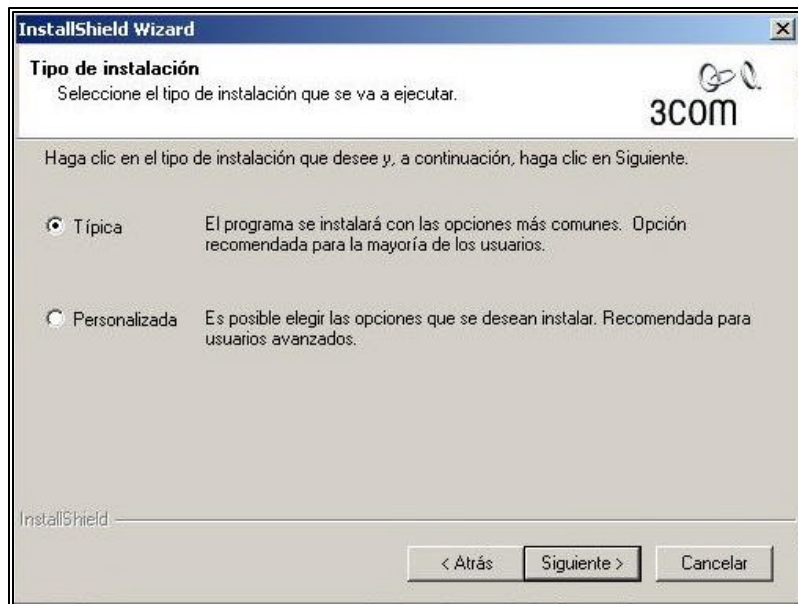 InstallShield Wizard
Tipo de instalación
Seleccione el tipo de instalación que se va a ejecutar.
3COM
Haga clic en el tipo de instalación que desee y, a continuación, haga clic en Siguiente.
Típica
El programa se instalará con las opciones más comunes. Opción
recomendada para la mayoría de los usuarios.
Personalizada
Es posible elegir las opciones que se desean instalar. Recomendada para
usuarios avanzados.
InstallShield
< Atrás
Siguiente >
Cancelar